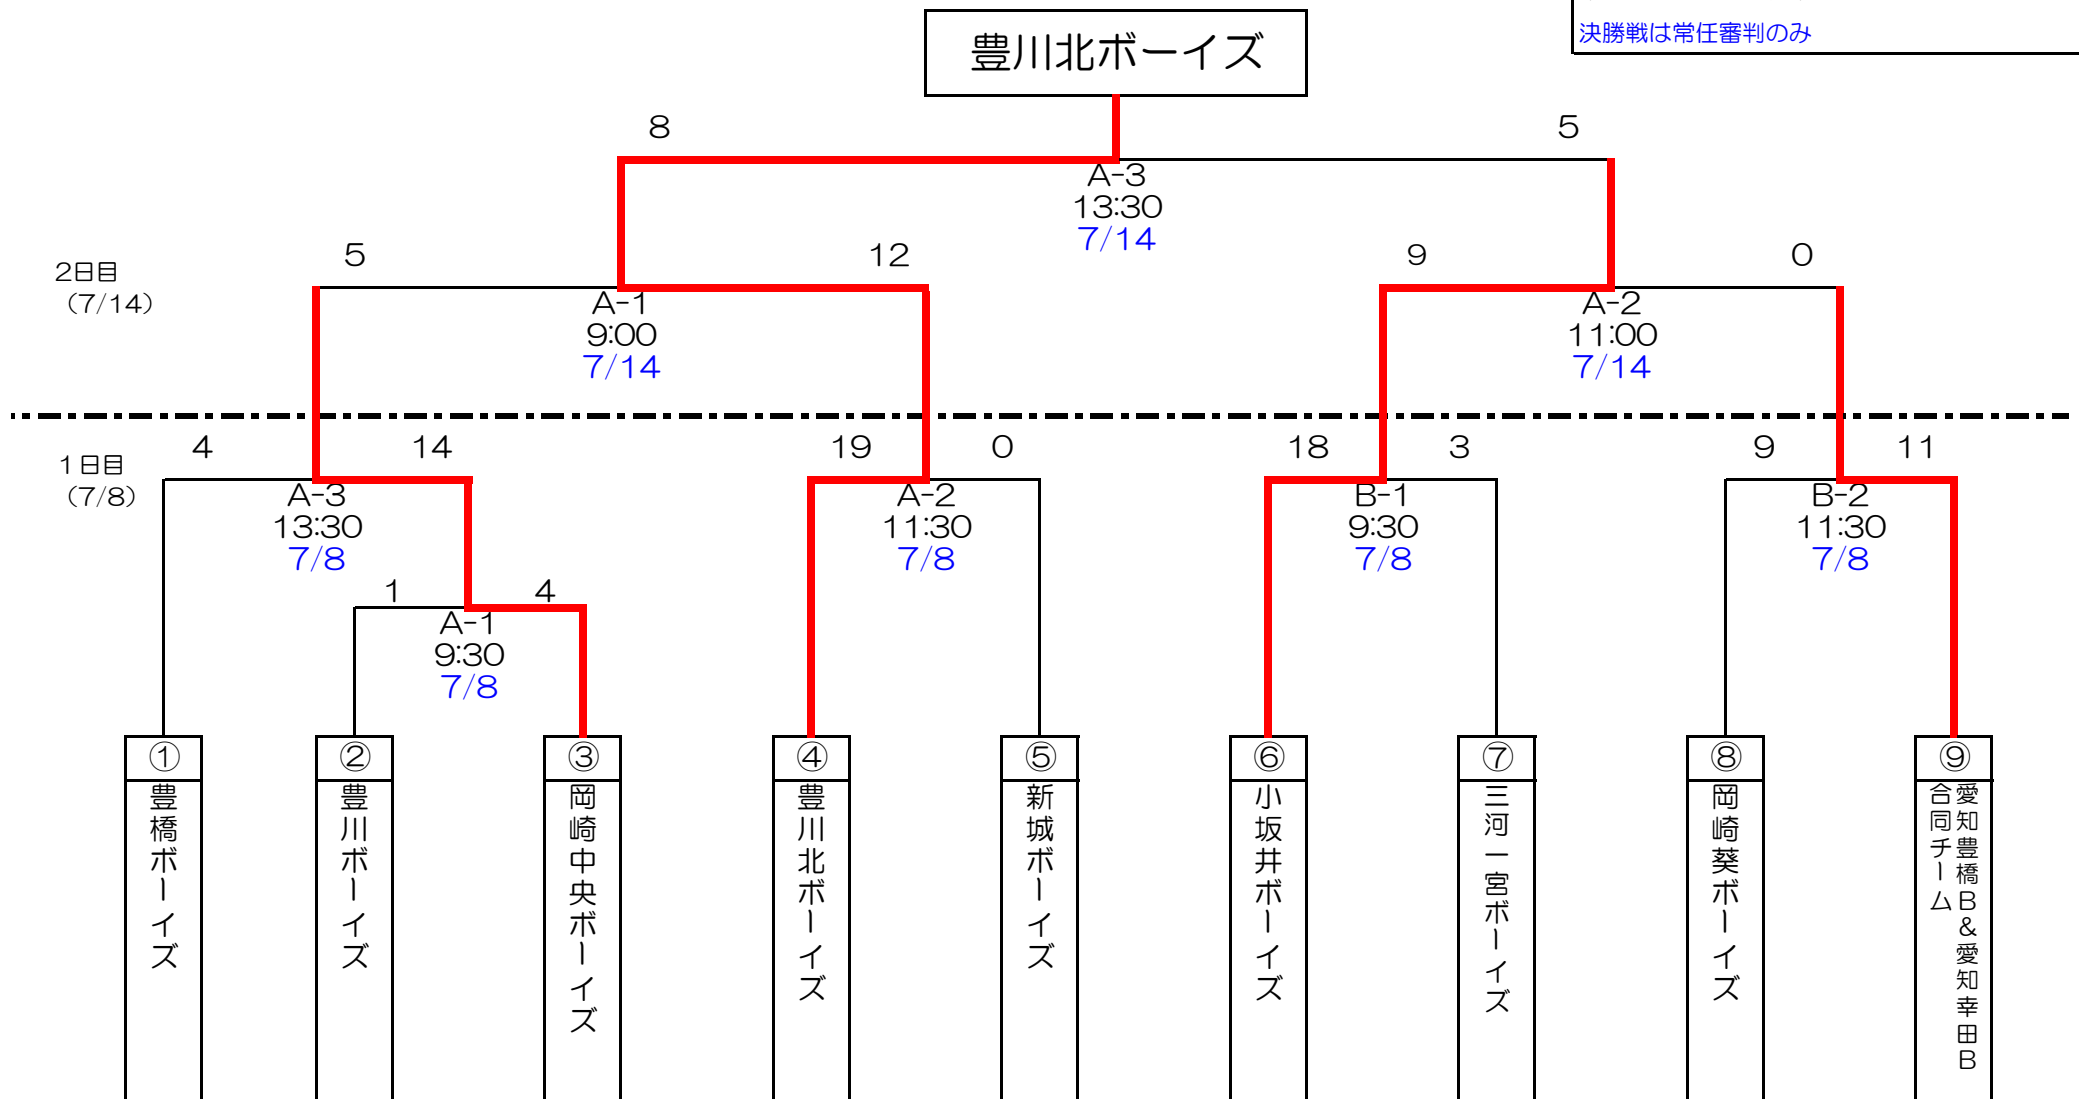 決勝戦は常任審判のみ
豊川北ボーイズ
8
5
A-3
13:30
7/14
2日目
（7/14）
5
12
A-1
9:00
7/14
9
0
A-2
11:00
7/14
1日目
（7/8）
4
14
A-3
13:30
7/8
19
0
A-2
11:30
7/8
18
3
B-1
9:30
7/8
9
11
B-2
11:30
7/8
1
4
A-1
9:30
7/8
①
豊橋ボーイズ
②
豊川ボーイズ
③
岡崎中央ボーイズ
④
豊川北ボーイズ
⑤
新城ボーイズ
⑥
小坂井ボーイズ
⑦
三河一宮ボーイズ
⑧
岡崎葵ボーイズ
⑨
愛知豊橋B&愛知幸田B
合同チーム